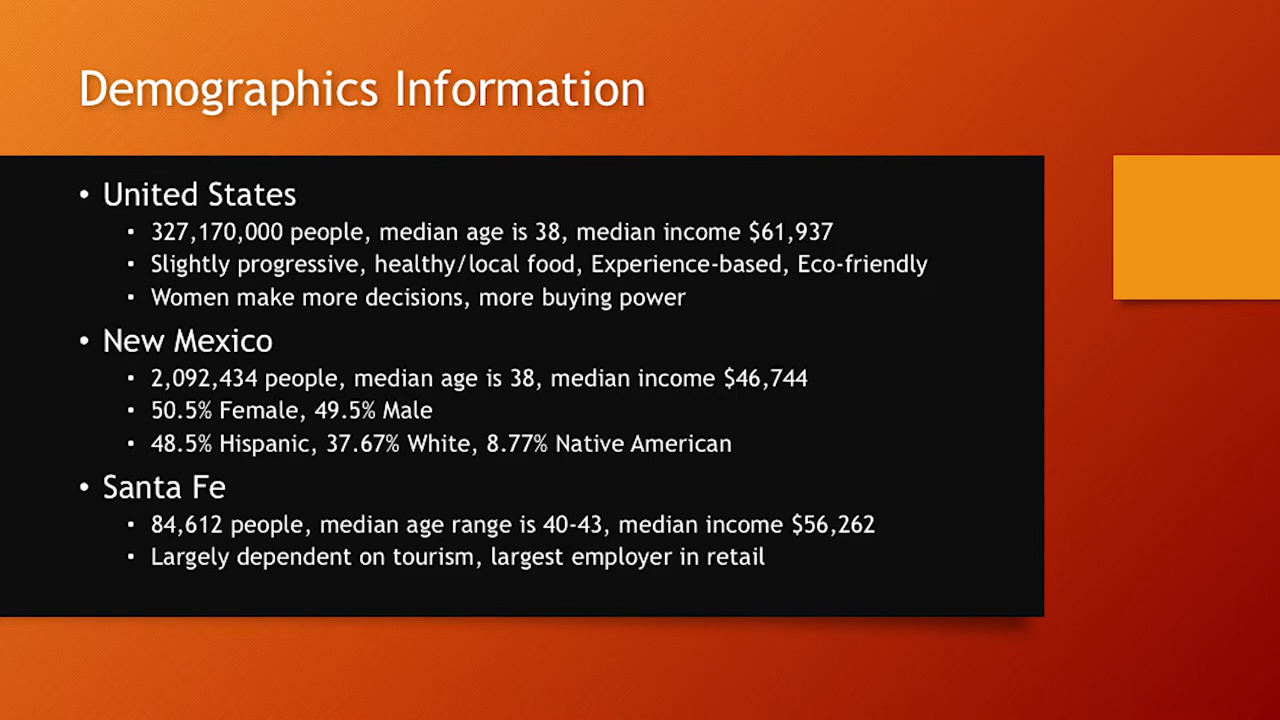 Demographics Information
• United States
• 327,170,000 people, median age is 38, median income $61,937
• Slightly progressive, healthy/local food, Experience-based, Eco-friendly
• Women make more decisions, more buying power
• New Mexico
• 2,092,434 people, median age is 38, median income $46,744
• 50.5% Female, 49.5% Male
• 48.5% Hispanic, 37.67% White, 8.77% Native American
• Santa Fe
• 84,612 people, median age range is 40-43, median income $56,262
• Largely dependent on tourism, largest employer in retail